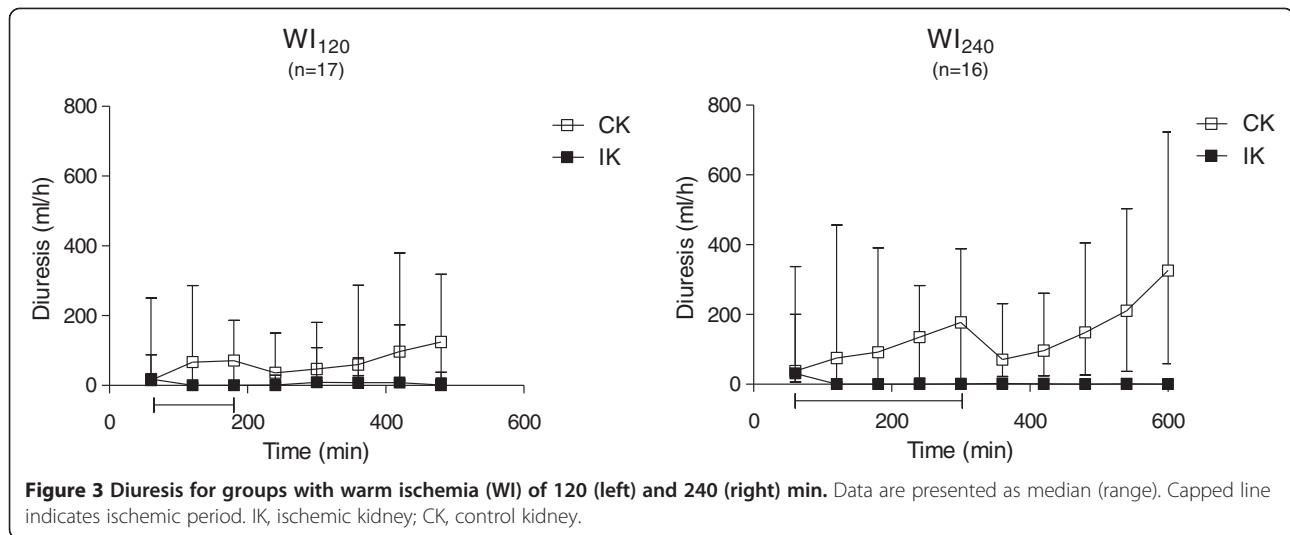 WI120
(n=17)
800
600
400
200
0
Diuresis (ml/h)
CK
IK
0 200 400 600
Time (min)
WI240
(n=16)
800
600
400
200
0
Diuresis (ml/h)
CK
IK
0 200 400 600
Time (min)
Figure 3 Diuresis for groups with warm ischemia (WI) of 120 (left) and 240 (right) min. Data are presented as median (range). Capped line
indicates ischemic period. IK, ischemic kidney; CK, control kidney.